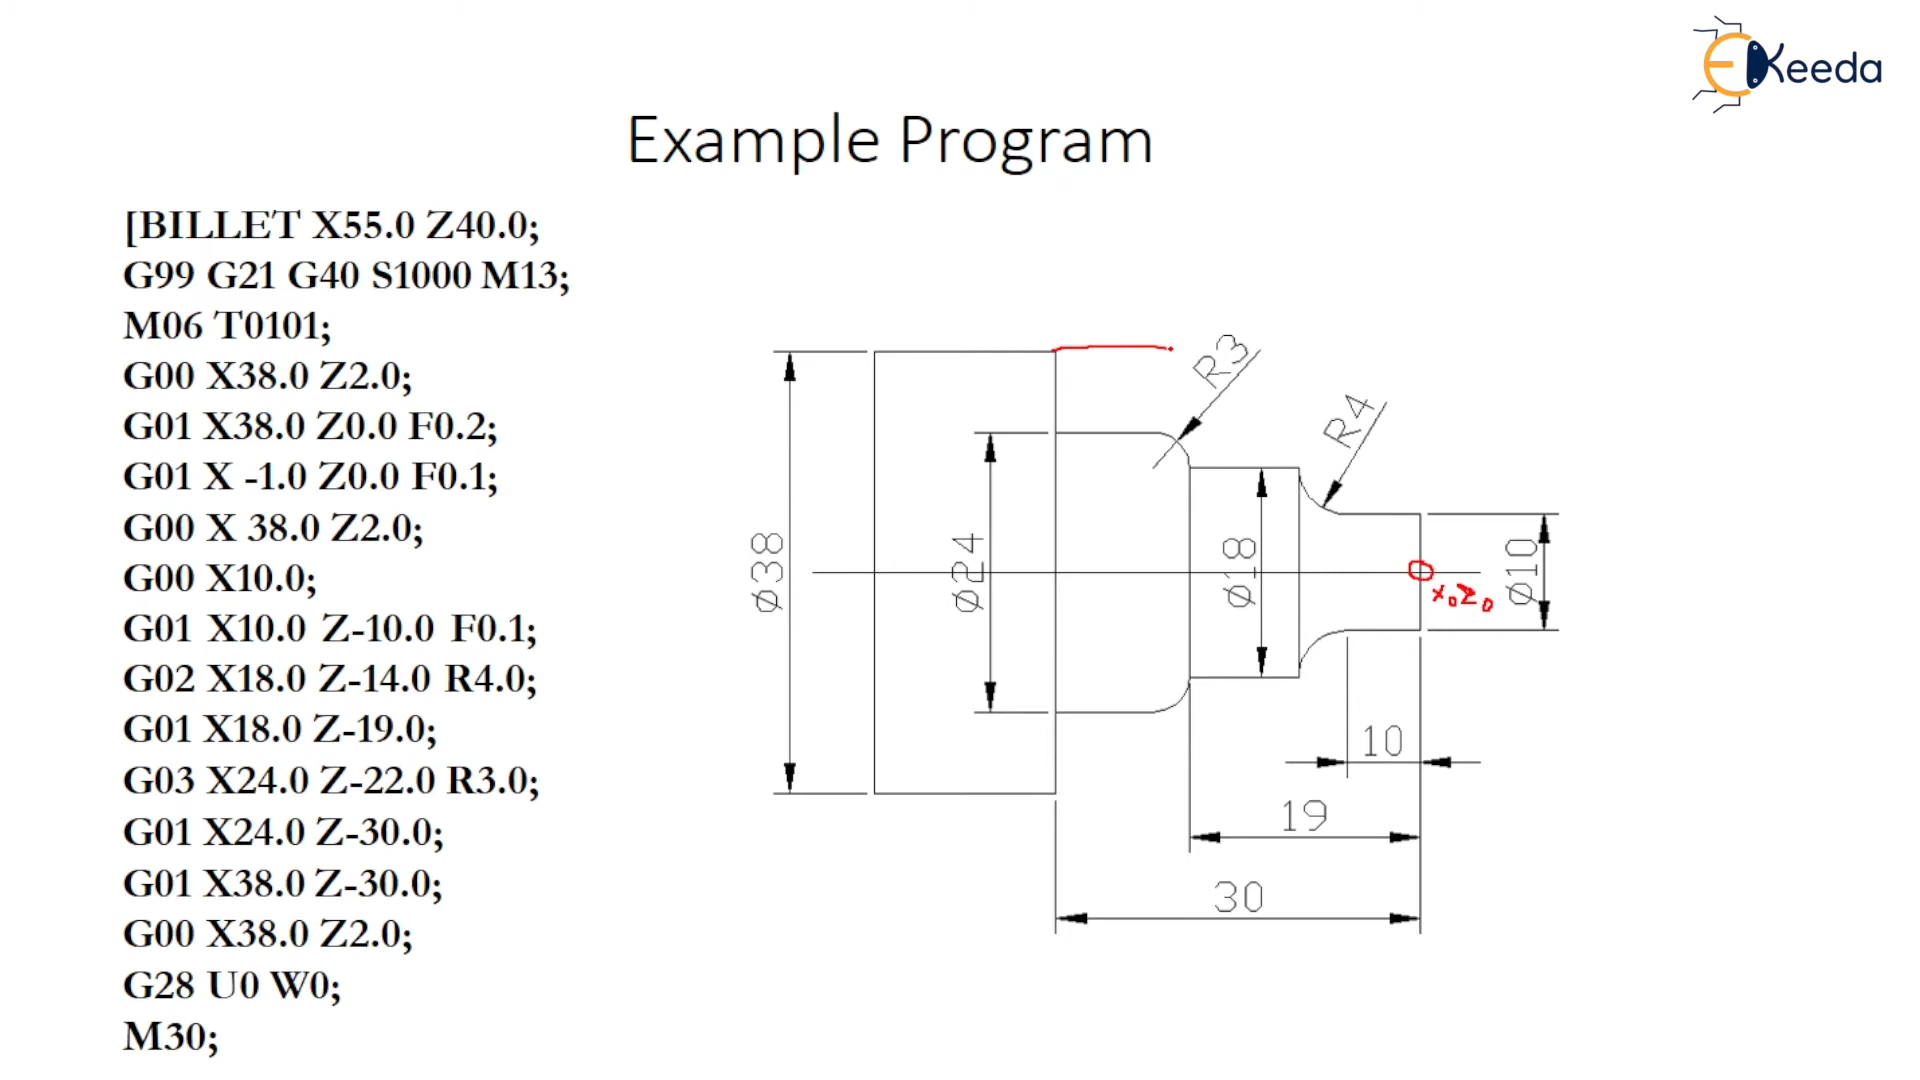 EKeeda
Example Program
[BILLET X55.0 Z40.0;
G99 G21 G40 S1000 M13;
M06 T0101;
G00 X38.0 Z2.0;
G01 X38.0 Z0.0 F0.2;
G01 X -1.0 Z0.0 F0.1;
G00 X 38.0 Z2.0;
G00 X10.0;
G01 X10.0 Z-10.0 F0.1;
G02 X18.0 Z-14.0 R4.0;
G01 X18.0 Z-19.0;
G03 X24.0 Z-22.0 R3.0;
G01 X24.0 Z-30.0;
G01 X38.0 Z-30.0;
G00 X38.0 Z2.0;
G28 U0 W0;
M30;
R3
R4
ø38
ø24
ø18
ø10
X0Z0
10
19
30